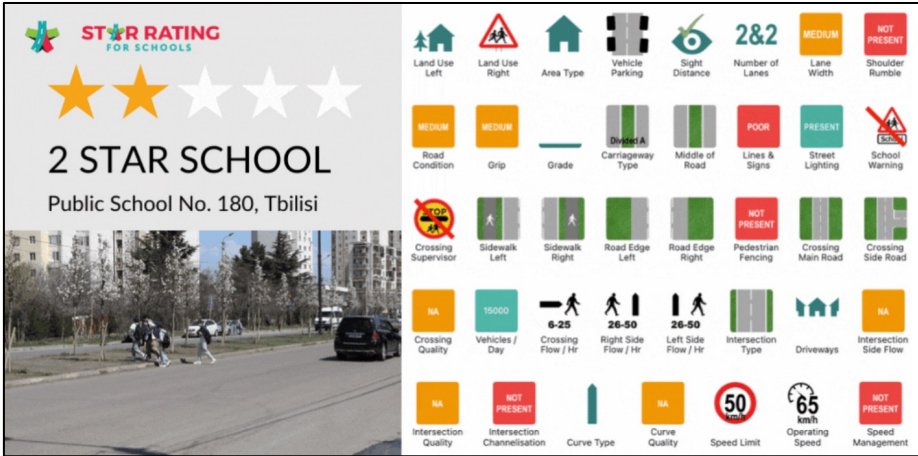 STAR RATING
FOR SCHOOLS
2 STAR SCHOOL
Public School No. 180, Tbilisi
Land Use
Left
Land Use
Right
Area Type
Vehicle
Parking
Sight
Distance
2&2
Number of
Lanes
MEDIUM
Lane
Width
NOT
PRESENT
Shoulder
Rumble
MEDIUM
Road
Condition
MEDIUM
Grip
Grade
Divided A
Carriageway
Type
Middle of
Road
POOR
Lines &
Signs
PRESENT
Street
Lighting
School
School
Warning
STOP
Crossing
Supervisor
Sidewalk
Left
Sidewalk
Right
Road Edge
Left
Road Edge
Right
NOT
PRESENT
Pedestrian
Fencing
Crossing
Main Road
Crossing
Side Road
NA
Crossing
Quality
15000
Vehicles /
Day
6-25
Crossing
Flow / Hr
26-50
Right Side
Flow / Hr
26-50
Left Side
Flow / Hr
Intersection
Type
Driveways
NA
Intersection
Side Flow
NA
Intersection
Quality
NOT
PRESENT
Intersection
Channelisation
Curve Type
NA
Curve
Quality
50
Speed Limit
65
km/h
Operating
Speed
NOT
PRESENT
Speed
Management